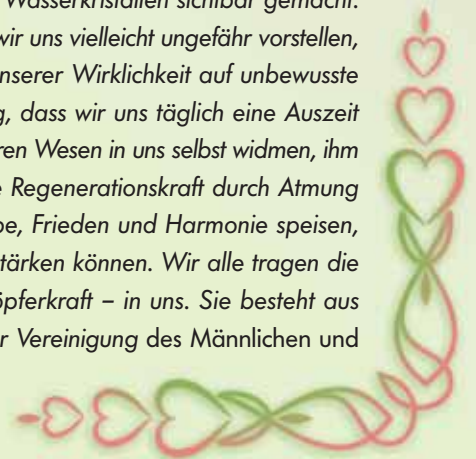 Wasserkristallen sichtbar gemacht.
wir uns vielleicht ungefähr vorstellen,
nserer Wirklichkeit auf unbewusste
g, dass wir uns täglich eine Auszeit
ren Wesen in uns selbst widmen, ihm
e Regenerationskraft durch Atmung
be, Frieden und Harmonie speisen,
tärken können. Wir alle tragen die
öpferkraft – in uns. Sie besteht aus
r Vereinigung des Männlichen und